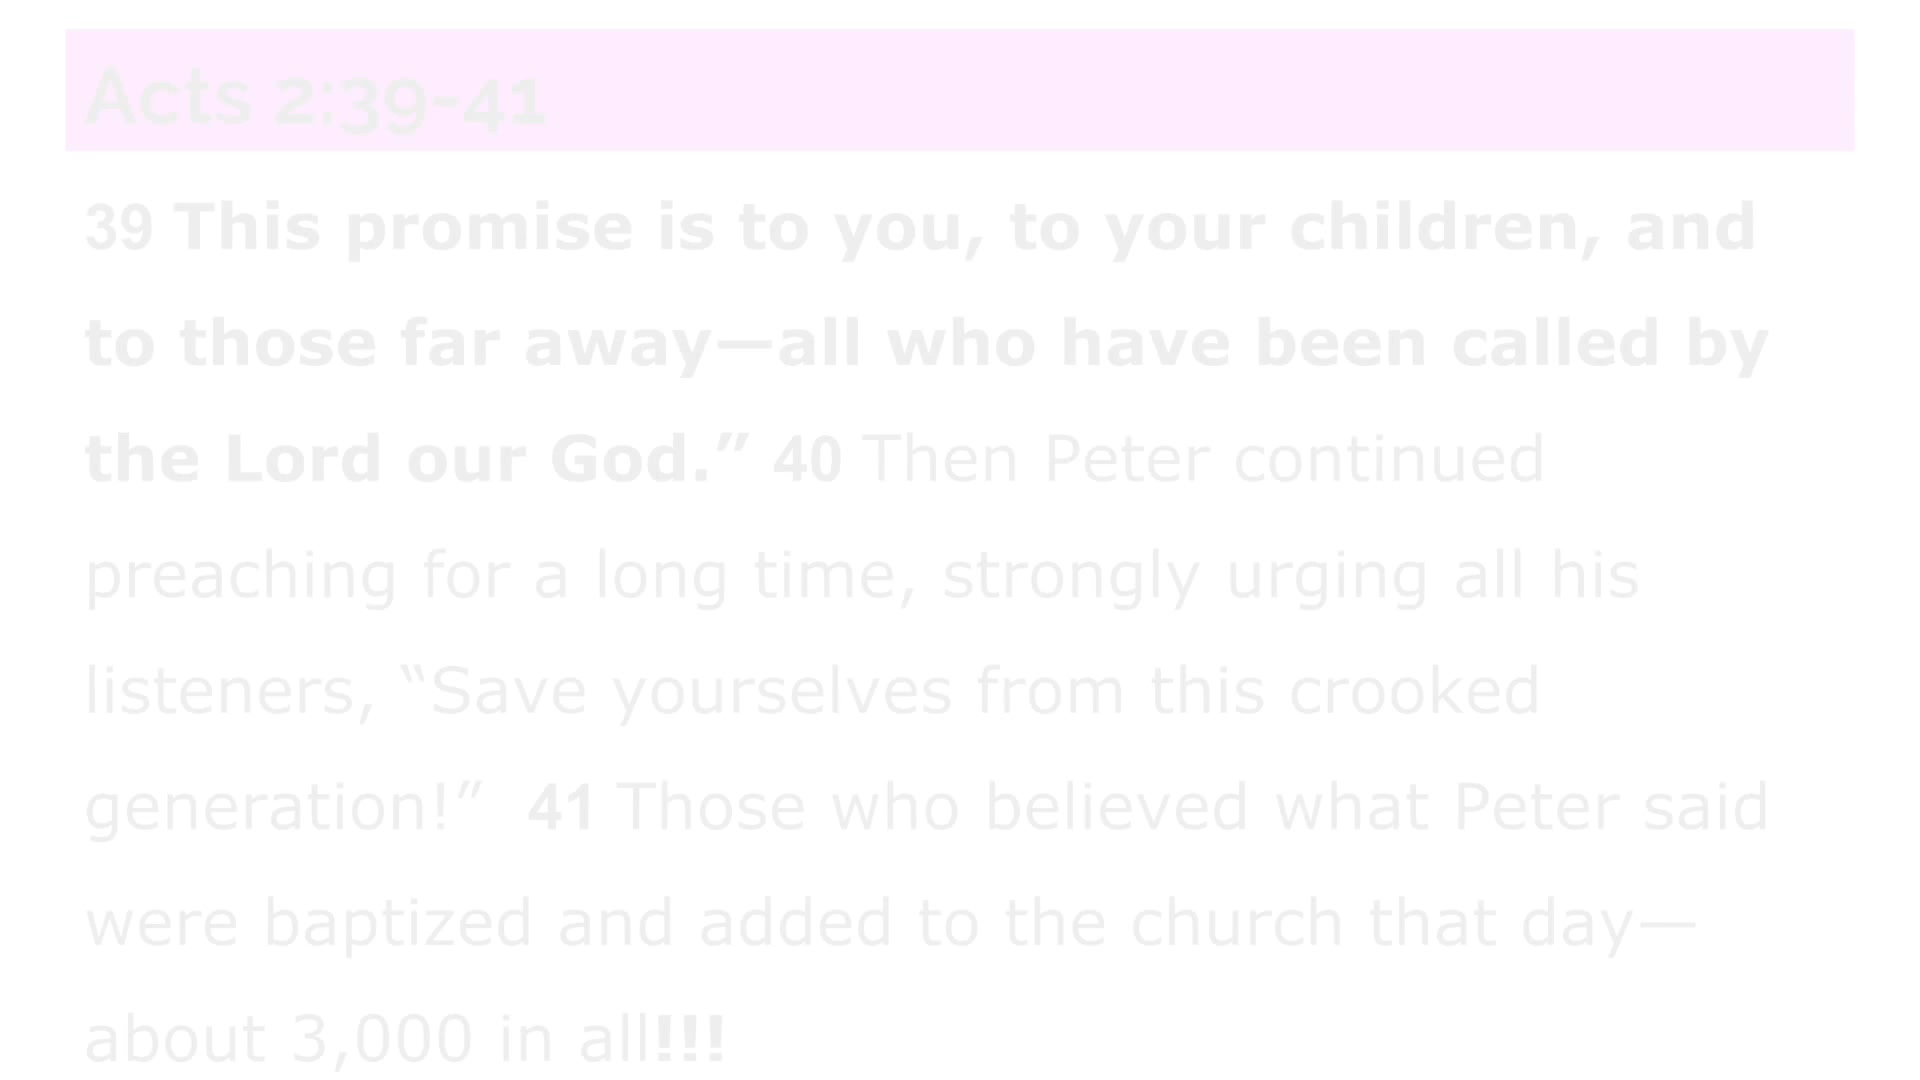 Acts 2:39-41
39 This promise is to you, to your children, and
to those far away—all who have been called by
the Lord our God.” 40 Then Peter continued
preaching for a long time, strongly urging all his
listeners, “Save yourselves from this crooked
generation!”  41 Those who believed what Peter said
were baptized and added to the church that day—
about 3,000 in all!!!